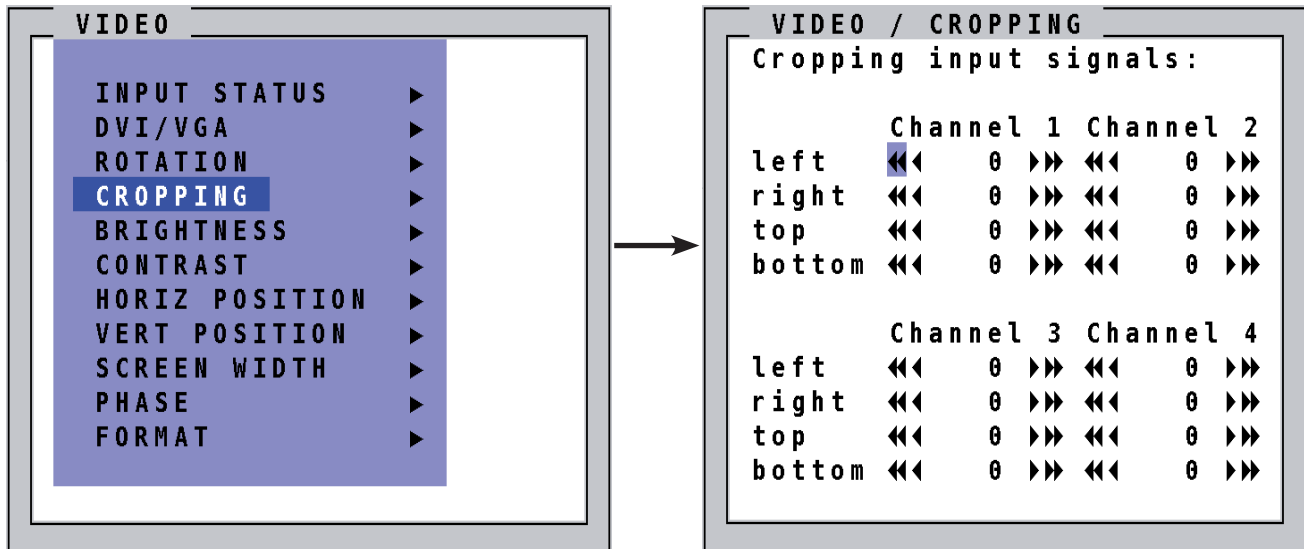 VIDEO
INPUT STATUS ▶
DVI/VGA ▶
ROTATION ▶
CROPPING ▶
BRIGHTNESS ▶
CONTRAST ▶
HORIZ POSITION ▶
VERT POSITION ▶
SCREEN WIDTH ▶
PHASE ▶
FORMAT ▶
VIDEO / CROPPING
Cropping input signals:
Channel 1 Channel 2
left ◀◀◀ 0 ▶▶▶ ◀◀◀ 0 ▶▶▶
right ◀◀◀ 0 ▶▶▶ ◀◀◀ 0 ▶▶▶
top ◀◀◀ 0 ▶▶▶ ◀◀◀ 0 ▶▶▶
bottom ◀◀◀ 0 ▶▶▶ ◀◀◀ 0 ▶▶▶
Channel 3 Channel 4
left ◀◀◀ 0 ▶▶▶ ◀◀◀ 0 ▶▶▶
right ◀◀◀ 0 ▶▶▶ ◀◀◀ 0 ▶▶▶
top ◀◀◀ 0 ▶▶▶ ◀◀◀ 0 ▶▶▶
bottom ◀◀◀ 0 ▶▶▶ ◀◀◀ 0 ▶▶▶